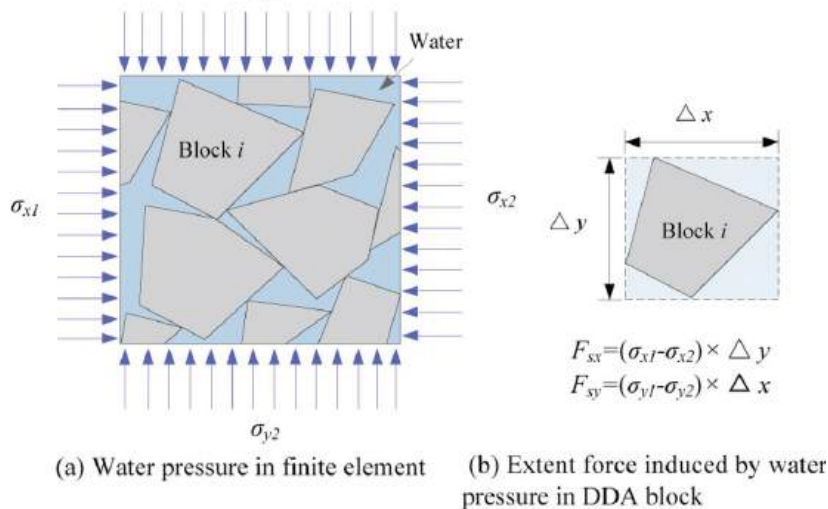 Water
Block i
σx1
σx2
σy2
(a) Water pressure in finite element
△ x
△ y
Block i
Fsx=(σx1-σx2)× △ y
Fsy=(σy1-σy2)× △ x
(b) Extent force induced by water
pressure in DDA block